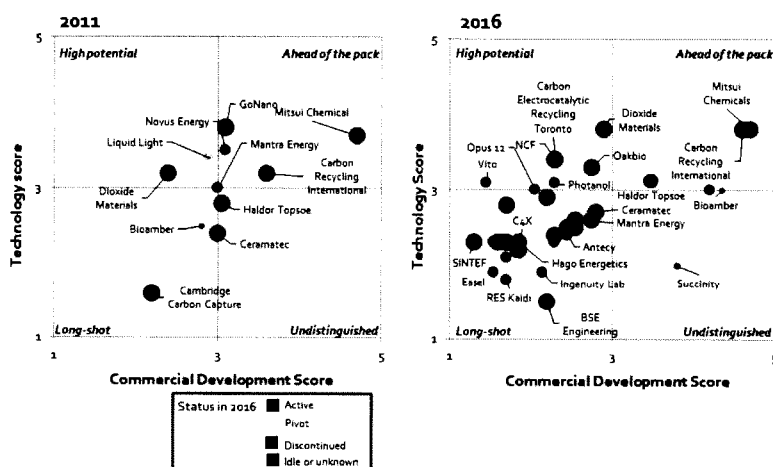 2011
5
High potential
Ahead of the pack
GoNano
Novus Energy
Mitsui Chemical
Liquid Light
Mantra Energy
Technology score
3
Dioxide
Materials
Carbon
Recycling
International
Haldor Topsoe
Bioamber
Ceramatec
Cambridge
Carbon Capture
Long-shot
Undistinguished
1
1
3
5
Commercial Development Score
2016
5
High potential
Ahead of the pack
Carbon
Electrocatalytic
Recycling
Toronto
Dioxide
Materials
Mitsui
Chemicals
Opus 12
NCF
Oakbio
Carbon
Recycling
International
Vito
Photanol
Technology score
3
Haldor Topsoe
Bioamber
Ceramatec
C4X
Mantra Energy
Antecy
SINTEF
Hago Energetics
Easel
Ingenuity Lab
Succinity
RES Kaidi
BSE
Engineering
Long-shot
Undistinguished
1
1
3
5
Commercial Development Score
Status in 2016
Active
Pivot
Discontinued
Idle or unknown